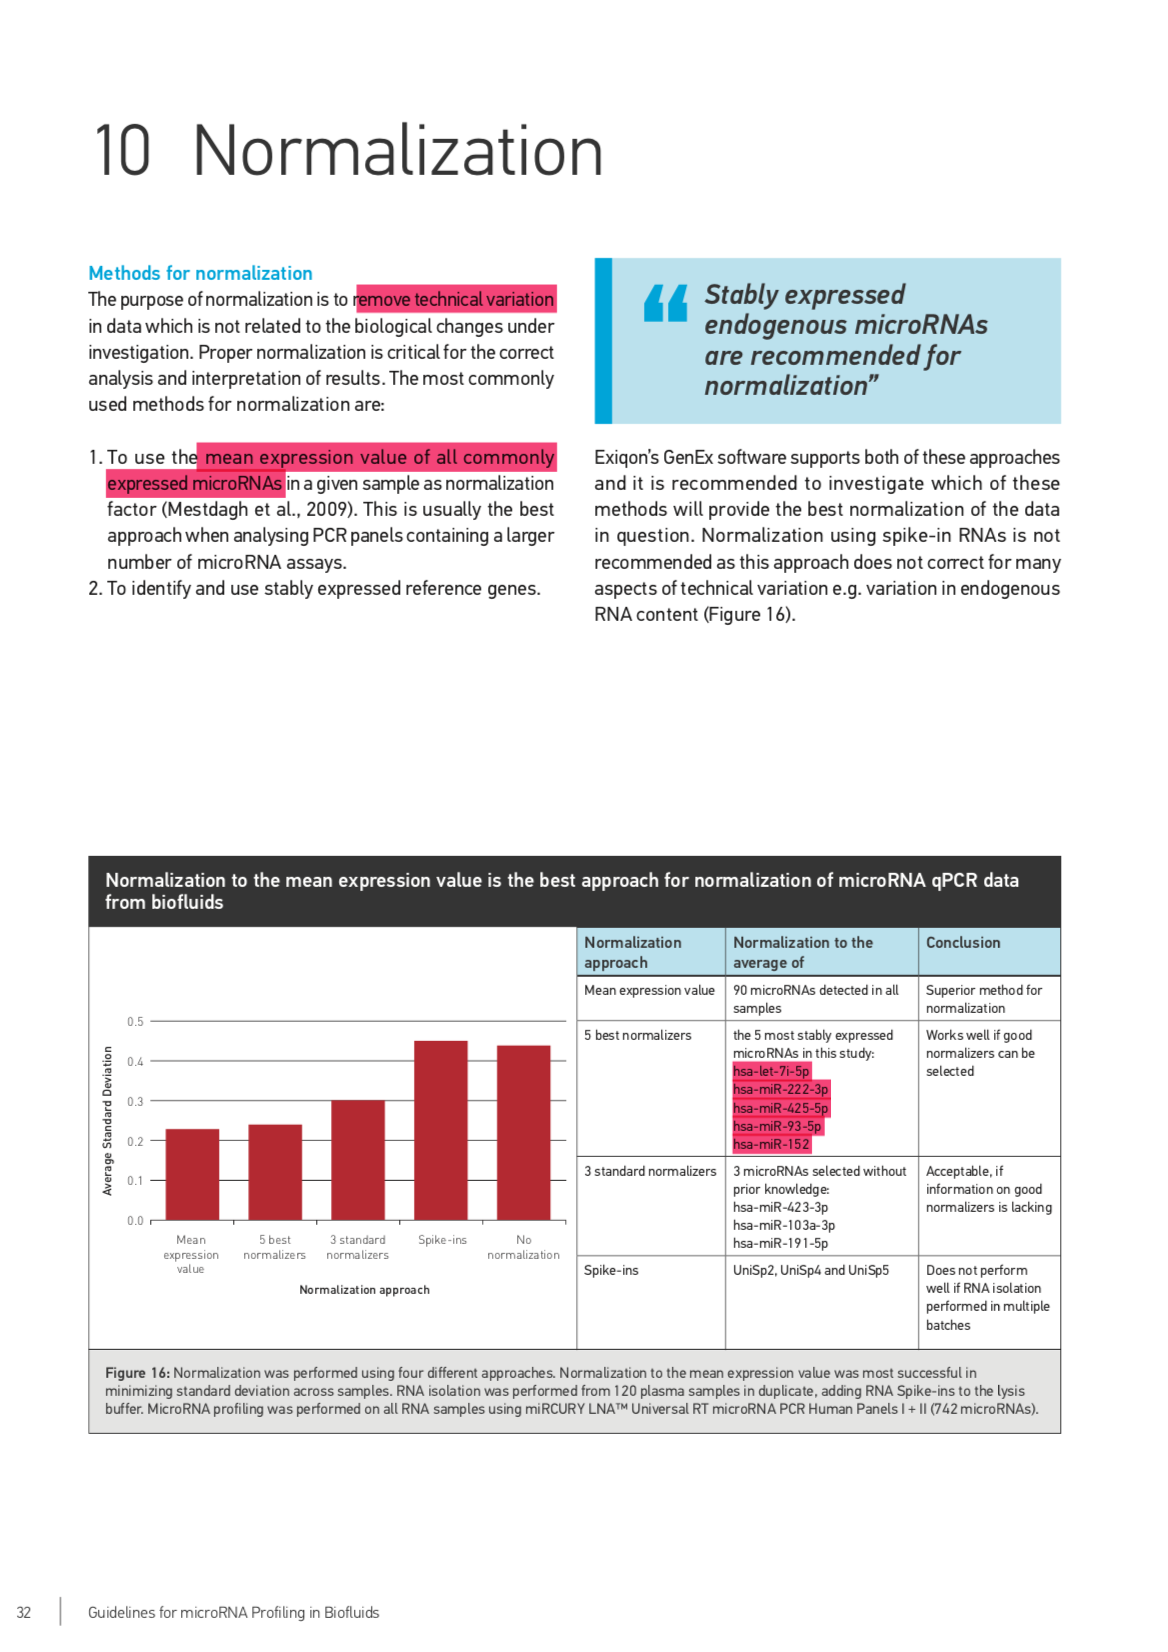 10 Normalization
Methods for normalization
The purpose of normalization is to remove technical variation
in data which is not related to the biological changes under
investigation. Proper normalization is critical for the correct
analysis and interpretation of results. The most commonly
used methods for normalization are:
1. To use the mean expression value of all commonly
expressed microRNAs in a given sample as normalization
factor (Mestdagh et al., 2009). This is usually the best
approach when analysing PCR panels containing a larger
number of microRNA assays.
2. To identify and use stably expressed reference genes.
“Stably expressed
endogenous microRNAs
are recommended for
normalization”
Exiqon’s GenEx software supports both of these approaches
and it is recommended to investigate which of these
methods will provide the best normalization of the data
in question. Normalization using spike-in RNAs is not
recommended as this approach does not correct for many
aspects of technical variation e.g. variation in endogenous
RNA content (Figure 16).
Normalization to the mean expression value is the best approach for normalization of microRNA qPCR data
from biofluids
Average Standard Deviation
0.5
0.4
0.3
0.2
0.1
0.0
Mean
expression
value
5 best
normalizers
3 standard
normalizers
Spike-ins
No
normalization
Normalization approach
Normalization
approach
Normalization to the
average of
Conclusion
Mean expression value
90 microRNAs detected in all
samples
Superior method for
normalization
5 best normalizers
the 5 most stably expressed
microRNAs in this study:
hsa-let-7i-5p
hsa-miR-222-3p
hsa-miR-425-5p
hsa-miR-93-5p
hsa-miR-152
Works well if good
normalizers can be
selected
3 standard normalizers
3 microRNAs selected without
prior knowledge:
hsa-miR-423-3p
hsa-miR-103a-3p
hsa-miR-191-5p
Acceptable, if
information on good
normalizers is lacking
Spike-ins
UniSp2, UniSp4 and UniSp5
Does not perform
well if RNA isolation
performed in multiple
batches
Figure 16: Normalization was performed using four different approaches. Normalization to the mean expression value was most successful in
minimizing standard deviation across samples. RNA isolation was performed from 120 plasma samples in duplicate, adding RNA Spike-ins to the lysis
buffer. MicroRNA profiling was performed on all RNA samples using miRCURY LNA™ Universal RT microRNA PCR Human Panels I + II (742 microRNAs).
32
Guidelines for microRNA Profiling in Biofluids